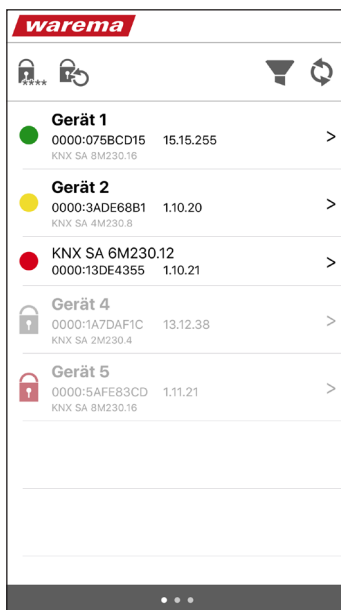 warema
****
Gerät 1
0000:075BCD15 15.15.255 >
KNX SA 8M230.16
Gerät 2
0000:3ADE68B1 1.10.20 >
KNX SA 4M230.8
KNX SA 6M230.12
0000:13DE4355 1.10.21 >
Gerät 4
0000:1A7DAF1C 13.12.38 >
KNX SA 2M230.4
Gerät 5
0000:5AFE83CD 1.11.21 >
KNX SA 8M230.16